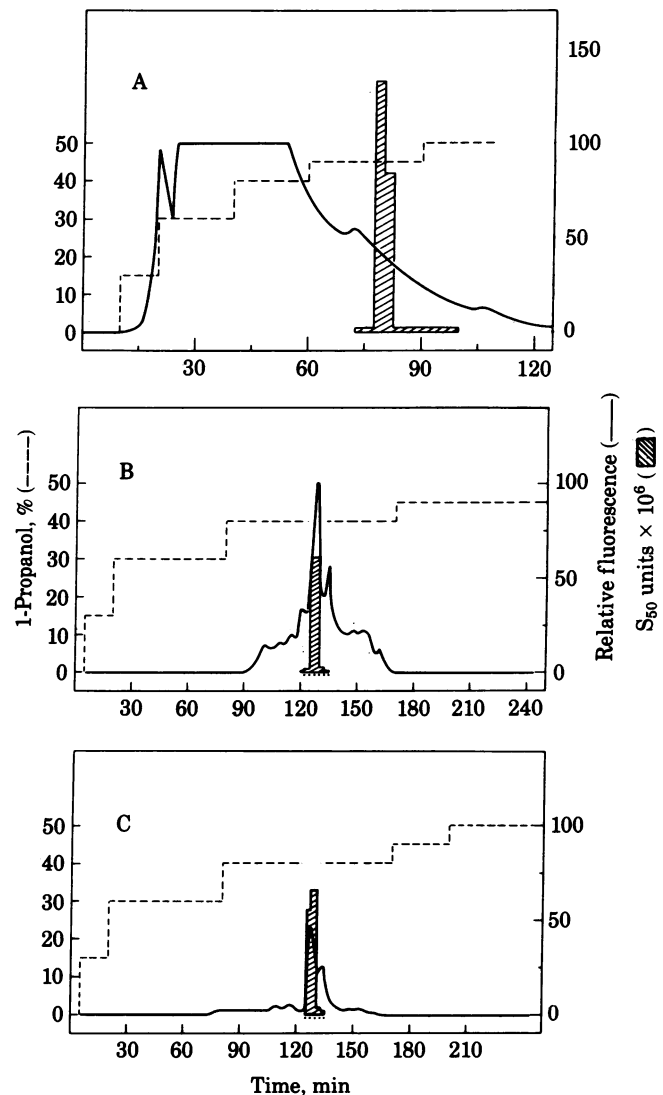 A
150
50 100
40
30
50
20
10
0 0
30 60 90 120
B
50 100
40
30
50
20
10
0 0
30 60 90 120 150 180 210 240
C
50 100
40
30
50
20
10
0 0
30 60 90 120 150 180 210
Time, min
1-Propanol, % (-----)
Relative fluorescence (——)
S50 units × 10⁶ ( )